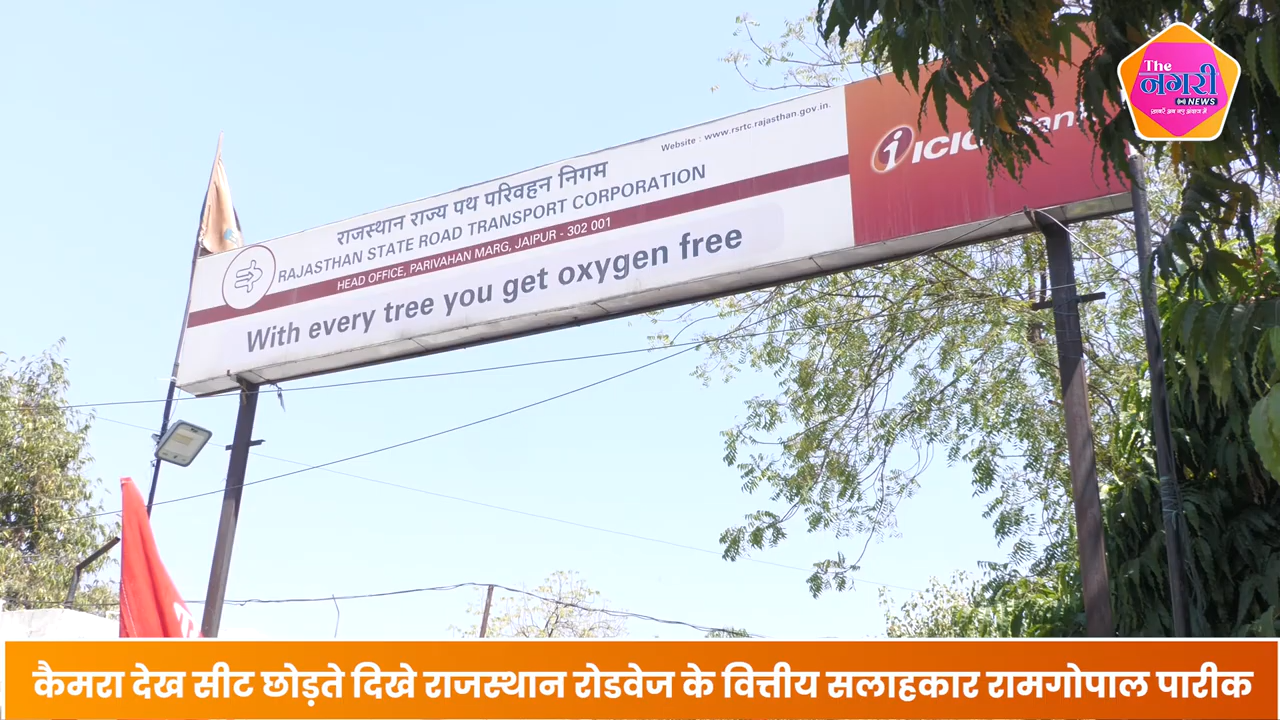 The
नगरी
NEWS
Website : www.rsrtc.rajasthan.gov.in.
राजस्थान राज्य पथ परिवहन निगम
RAJASTHAN STATE ROAD TRANSPORT CORPORATION
HEAD OFFICE, PARIVAHAN MARG, JAIPUR - 302 001
With every tree you get oxygen free
कैमरा देख सीट छोड़ते दिखे राजस्थान रोडवेज के वित्तीय सलाहकार रामगोपाल पारीक